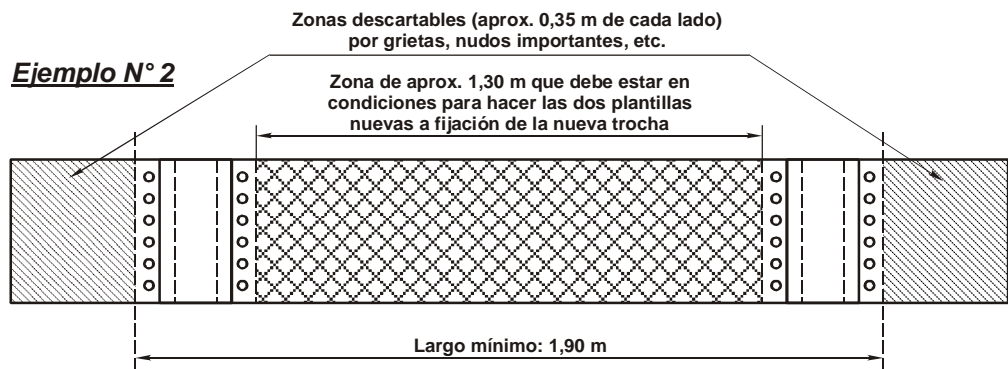 Zonas descartables (aprox. 0,35 m de cada lado)
por grietas, nudos importantes, etc.
Ejemplo N° 2
Zona de aprox. 1,30 m que debe estar en
condiciones para hacer las dos plantillas
nuevas a fijación de la nueva trocha
Largo mínimo: 1,90 m